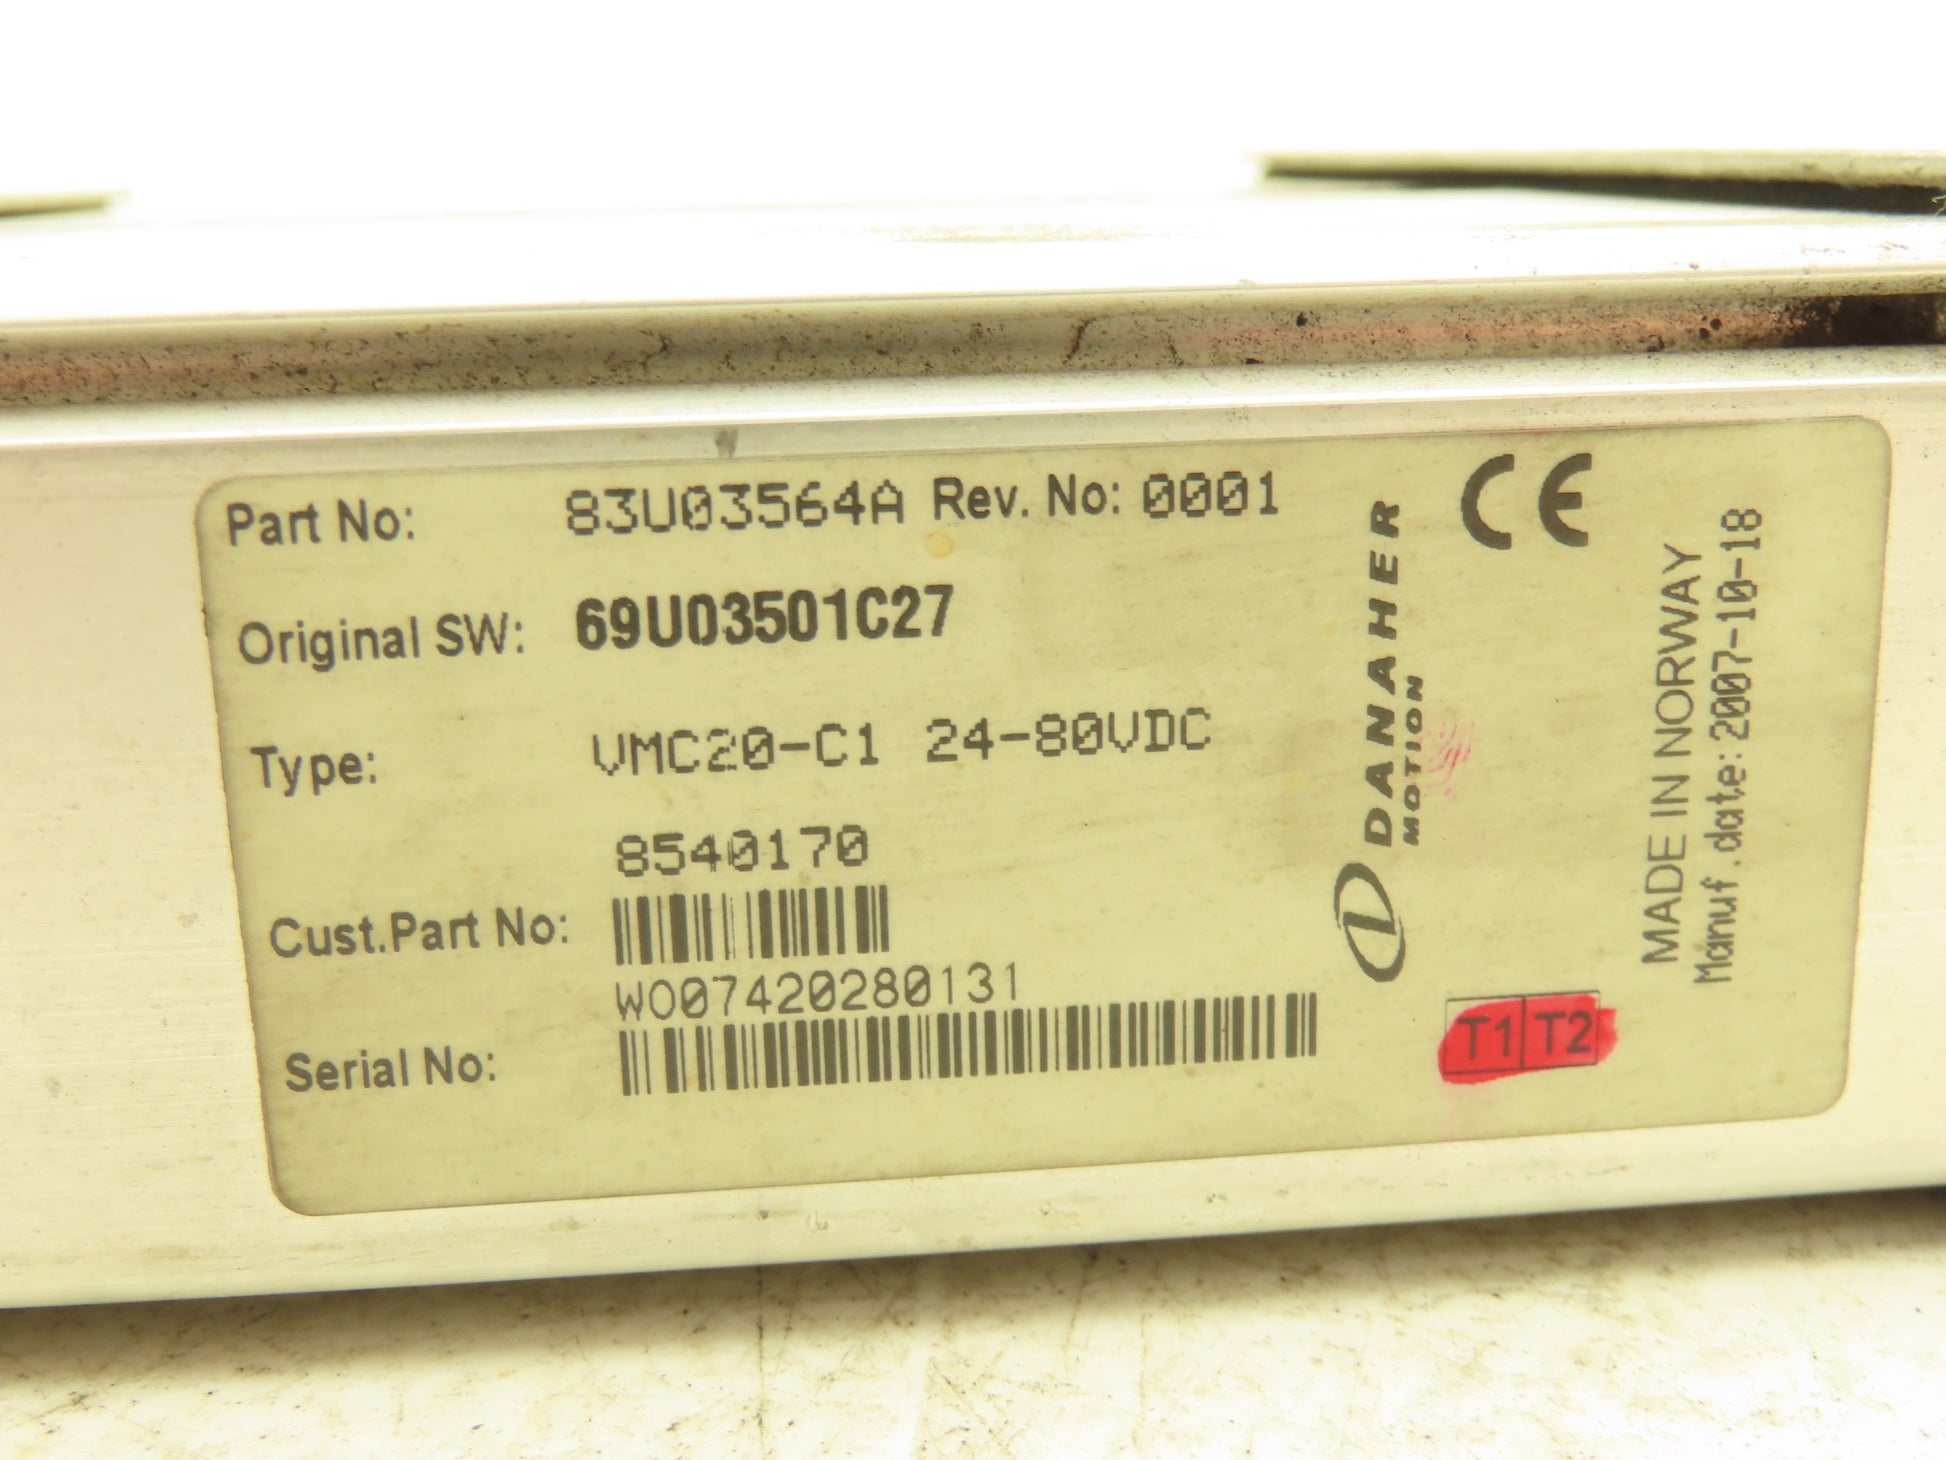 Part No: 83U03564A Rev. No: 0001
Original SW: 69U03501C27
Type: VMC20-C1 24-80VDC
8540170
Cust.Part No:
W007420280131
Serial No:
DANAHER
MOTION
CE
MADE IN NORWAY
Manuf.date:2007-10-18
T1 T2